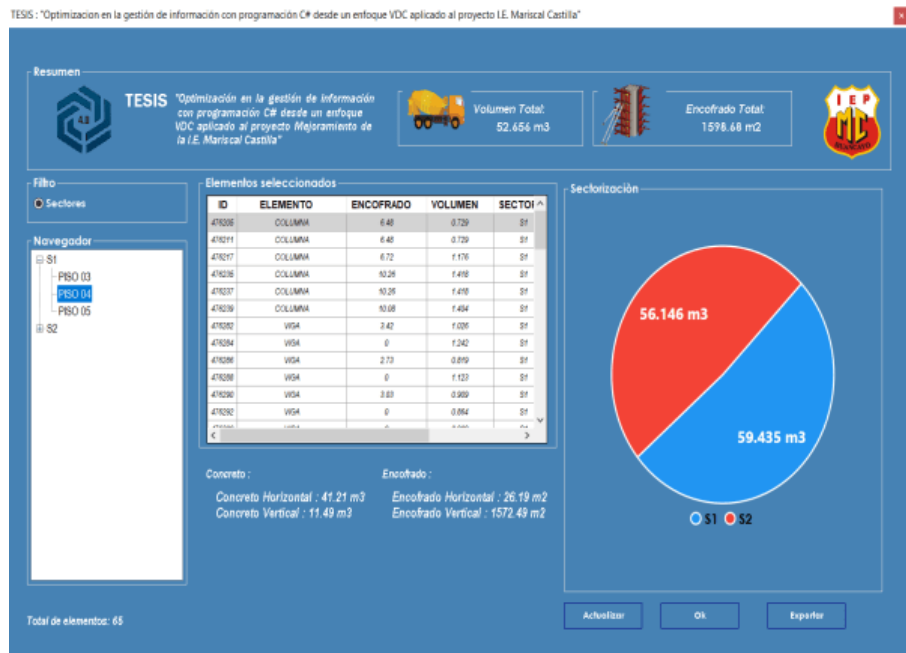 TESIS : "Optimizacion en la gestión de información con programación C# desde un enfoque VDC aplicado al proyecto I.E. Mariscal Castilla"
Resumen
TESIS
"Optimización en la gestión de información
con programación C# desde un enfoque
VDC aplicado al proyecto Mejoramiento de
la I.E. Mariscal Castilla"
Volumen Total:
52.656 m3
Encofrado Total:
1598.68 m2
I E P
MC
HUANCAYO
Filtro
Sectores
Navegador
S1
PISO 03
PISO 04
PISO 05
S2
Elementos seleccionados
ID ELEMENTO ENCOFRADO VOLUMEN SECTOI
476205 COLUMNA 6.48 0.729 S1
476211 COLUMNA 6.48 0.729 S1
476217 COLUMNA 6.72 1.176 S1
476235 COLUMNA 10.26 1.418 S1
476237 COLUMNA 10.26 1.418 S1
476239 COLUMNA 10.08 1.484 S1
476282 VIGA 3.42 1.026 S1
476284 VIGA 0 1.242 S1
476286 VIGA 2.73 0.819 S1
476288 VIGA 0 1.123 S1
476290 VIGA 3.83 0.989 S1
476292 VIGA 0 0.864 S1
Concreto :
Concreto Horizontal : 41.21 m3
Concreto Vertical : 11.49 m3
Encofrado :
Encofrado Horizontal : 26.19 m2
Encofrado Vertical : 1572.49 m2
Sectorización
56.146 m3
59.435 m3
S1 S2
Total de elementos: 65
Actualizar
Ok
Exportar